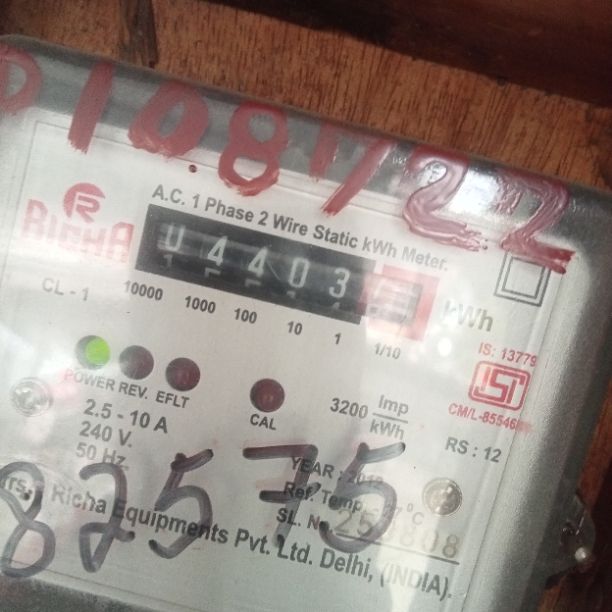 P108722
A.C. 1 Phase 2 Wire Static kWh Meter.
R
RICHA
04403
kWh
CL - 1
10000 1000 100 10 1 1/10
IS: 13779
ISI
CM/L-85546
POWER REV. EFLT
CAL
3200 Imp/kWh
RS : 12
2.5 - 10 A
240 V.
50 Hz.
82575
YEAR :
Ref. Temp. 27°C
SL. No.
Richa Equipments Pvt. Ltd. Delhi, (INDIA).